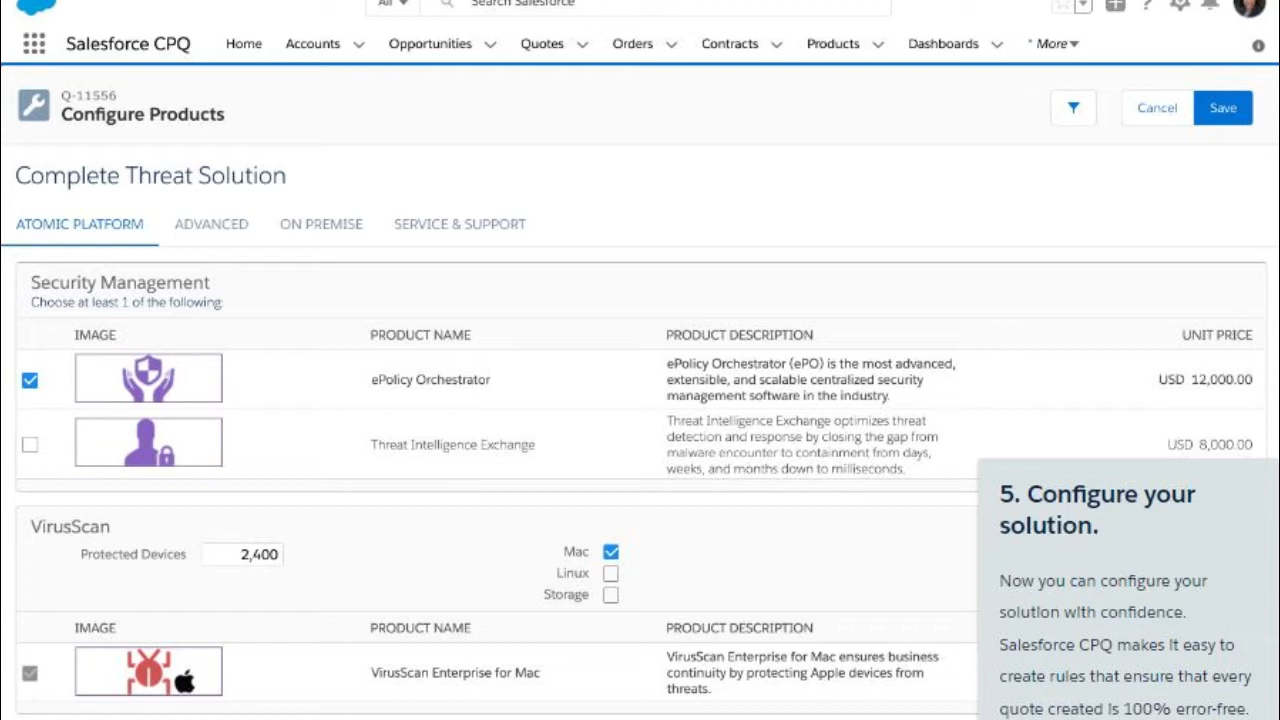 All
Search Salesforce
Salesforce CPQ Home Accounts Opportunities Quotes Orders Contracts Products Dashboards * More
Q-11556
Configure Products
Cancel Save
Complete Threat Solution
ATOMIC PLATFORM ADVANCED ON PREMISE SERVICE & SUPPORT
Security Management
Choose at least 1 of the following:
IMAGE PRODUCT NAME PRODUCT DESCRIPTION UNIT PRICE
ePolicy Orchestrator
ePolicy Orchestrator (ePO) is the most advanced,
extensible, and scalable centralized security
management software in the industry.
USD 12,000.00
Threat Intelligence Exchange
Threat Intelligence Exchange optimizes threat
detection and response by closing the gap from
malware encounter to containment from days,
weeks, and months down to milliseconds.
USD 8,000.00
VirusScan
Protected Devices 2,400
Mac
Linux
Storage
IMAGE PRODUCT NAME PRODUCT DESCRIPTION
VirusScan Enterprise for Mac
VirusScan Enterprise for Mac ensures business
continuity by protecting Apple devices from
threats.
5. Configure your
solution.
Now you can configure your
solution with confidence.
Salesforce CPQ makes it easy to
create rules that ensure that every
quote created is 100% error-free.